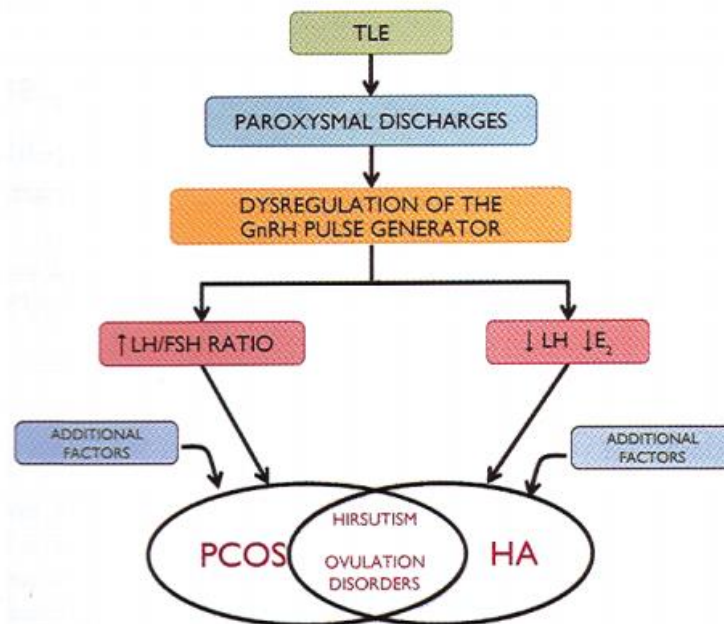 TLE
PAROXYSMAL DISCHARGES
DYSREGULATION OF THE
GnRH PULSE GENERATOR
↑LH/FSH RATIO
↓ LH ↓E₂
ADDITIONAL
FACTORS
ADDITIONAL
FACTORS
PCOS
HIRSUTISM
OVULATION
DISORDERS
HA